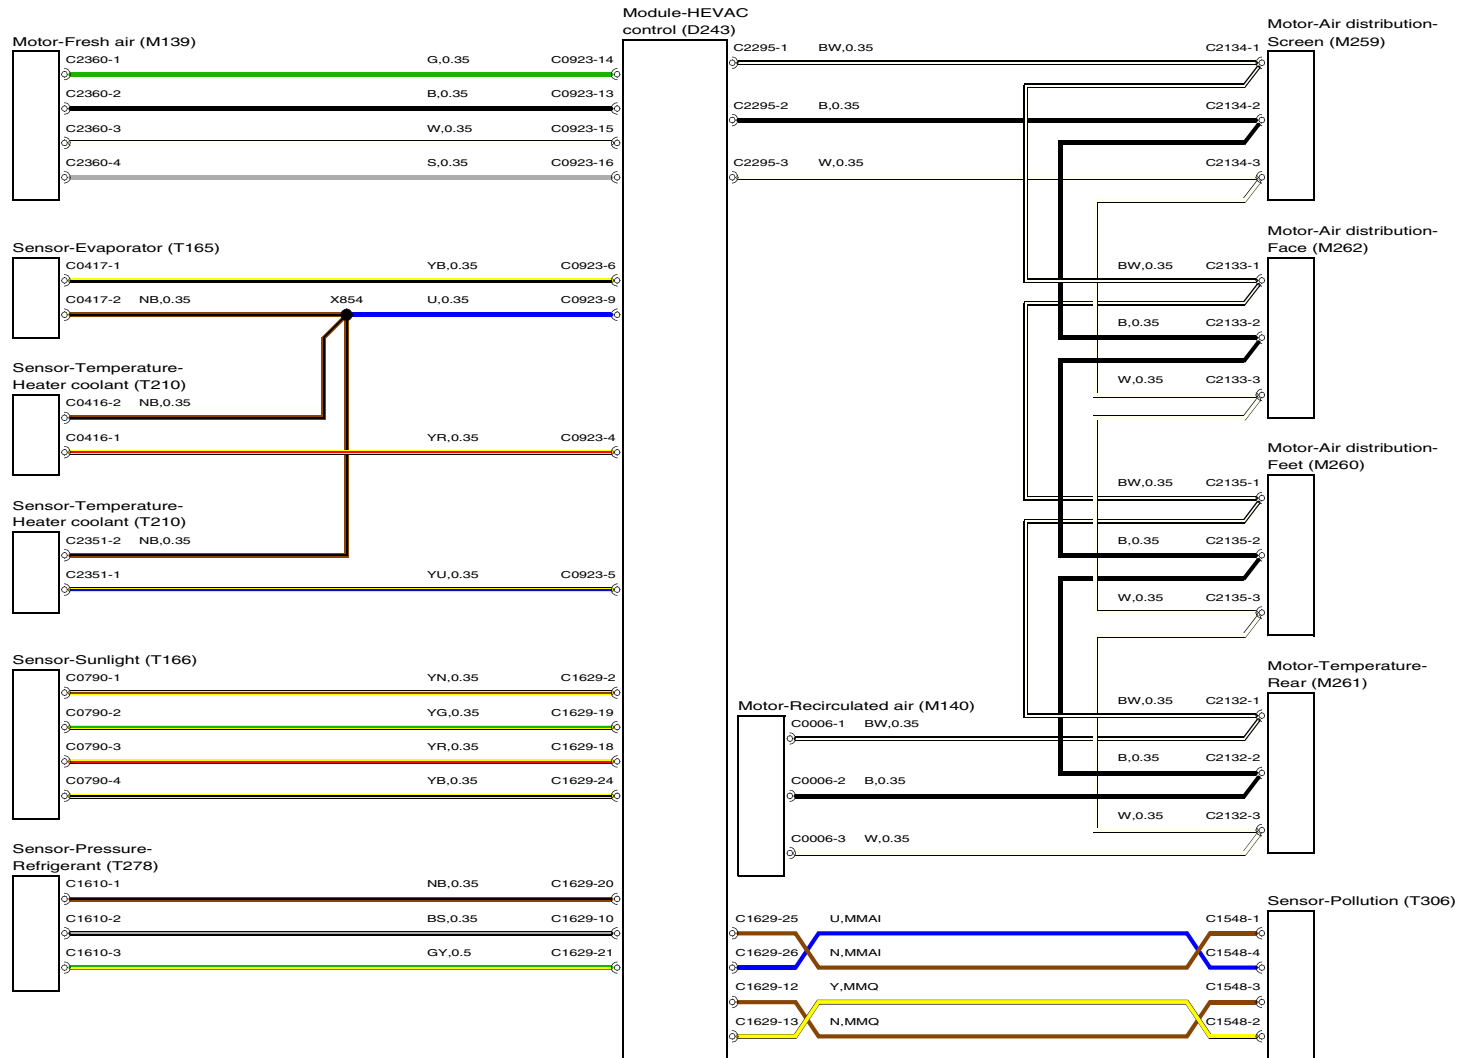 Module-HEVAC
control (D243)
Motor-Fresh air (M139)
C2360-1 G,0.35 C0923-14
C2360-2 B,0.35 C0923-13
C2360-3 W,0.35 C0923-15
C2360-4 S,0.35 C0923-16
Sensor-Evaporator (T165)
C0417-1 YB,0.35 C0923-6
C0417-2 NB,0.35 X854 U,0.35 C0923-9
Sensor-Temperature-
Heater coolant (T210)
C0416-2 NB,0.35
C0416-1 YR,0.35 C0923-4
Sensor-Temperature-
Heater coolant (T210)
C2351-2 NB,0.35
C2351-1 YU,0.35 C0923-5
Sensor-Sunlight (T166)
C0790-1 YN,0.35 C1629-2
C0790-2 YG,0.35 C1629-19
C0790-3 YR,0.35 C1629-18
C0790-4 YB,0.35 C1629-24
Sensor-Pressure-
Refrigerant (T278)
C1610-1 NB,0.35 C1629-20
C1610-2 BS,0.35 C1629-10
C1610-3 GY,0.5 C1629-21
Motor-Air distribution-
Screen (M259)
C2295-1 BW,0.35 C2134-1
C2295-2 B,0.35 C2134-2
C2295-3 W,0.35 C2134-3
Motor-Air distribution-
Face (M262)
BW,0.35 C2133-1
B,0.35 C2133-2
W,0.35 C2133-3
Motor-Air distribution-
Feet (M260)
BW,0.35 C2135-1
B,0.35 C2135-2
W,0.35 C2135-3
Motor-Temperature-
Rear (M261)
BW,0.35 C2132-1
B,0.35 C2132-2
W,0.35 C2132-3
Motor-Recirculated air (M140)
C0006-1 BW,0.35
C0006-2 B,0.35
C0006-3 W,0.35
Sensor-Pollution (T306)
C1629-25 U,MMAI C1548-1
C1629-26 N,MMAI C1548-4
C1629-12 Y,MMQ C1548-3
C1629-13 N,MMQ C1548-2